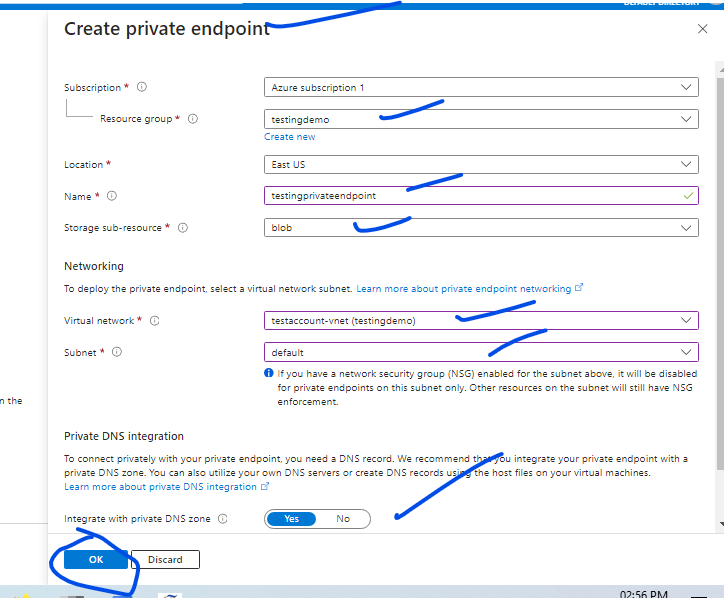 DEFAULT DIRECTORY
Create private endpoint
Subscription *
Azure subscription 1
Resource group *
testingdemo
Create new
Location *
East US
Name *
testingprivateendpoint
Storage sub-resource *
blob
Networking
To deploy the private endpoint, select a virtual network subnet. Learn more about private endpoint networking
Virtual network *
testaccount-vnet (testingdemo)
Subnet *
default
If you have a network security group (NSG) enabled for the subnet above, it will be disabled
for private endpoints on this subnet only. Other resources on the subnet will still have NSG
enforcement.
n the
Private DNS integration
To connect privately with your private endpoint, you need a DNS record. We recommend that you integrate your private endpoint with a
private DNS zone. You can also utilize your own DNS servers or create DNS records using the host files on your virtual machines.
Learn more about private DNS integration
Integrate with private DNS zone
Yes No
OK Discard
02:56 PM